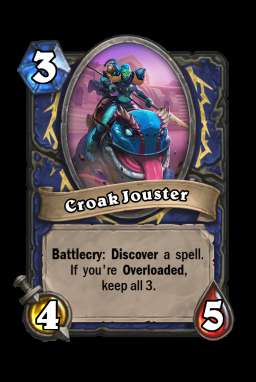 3
Croak Jouster
Battlecry: Discover a spell.
If you're Overloaded,
keep all 3.
4
5